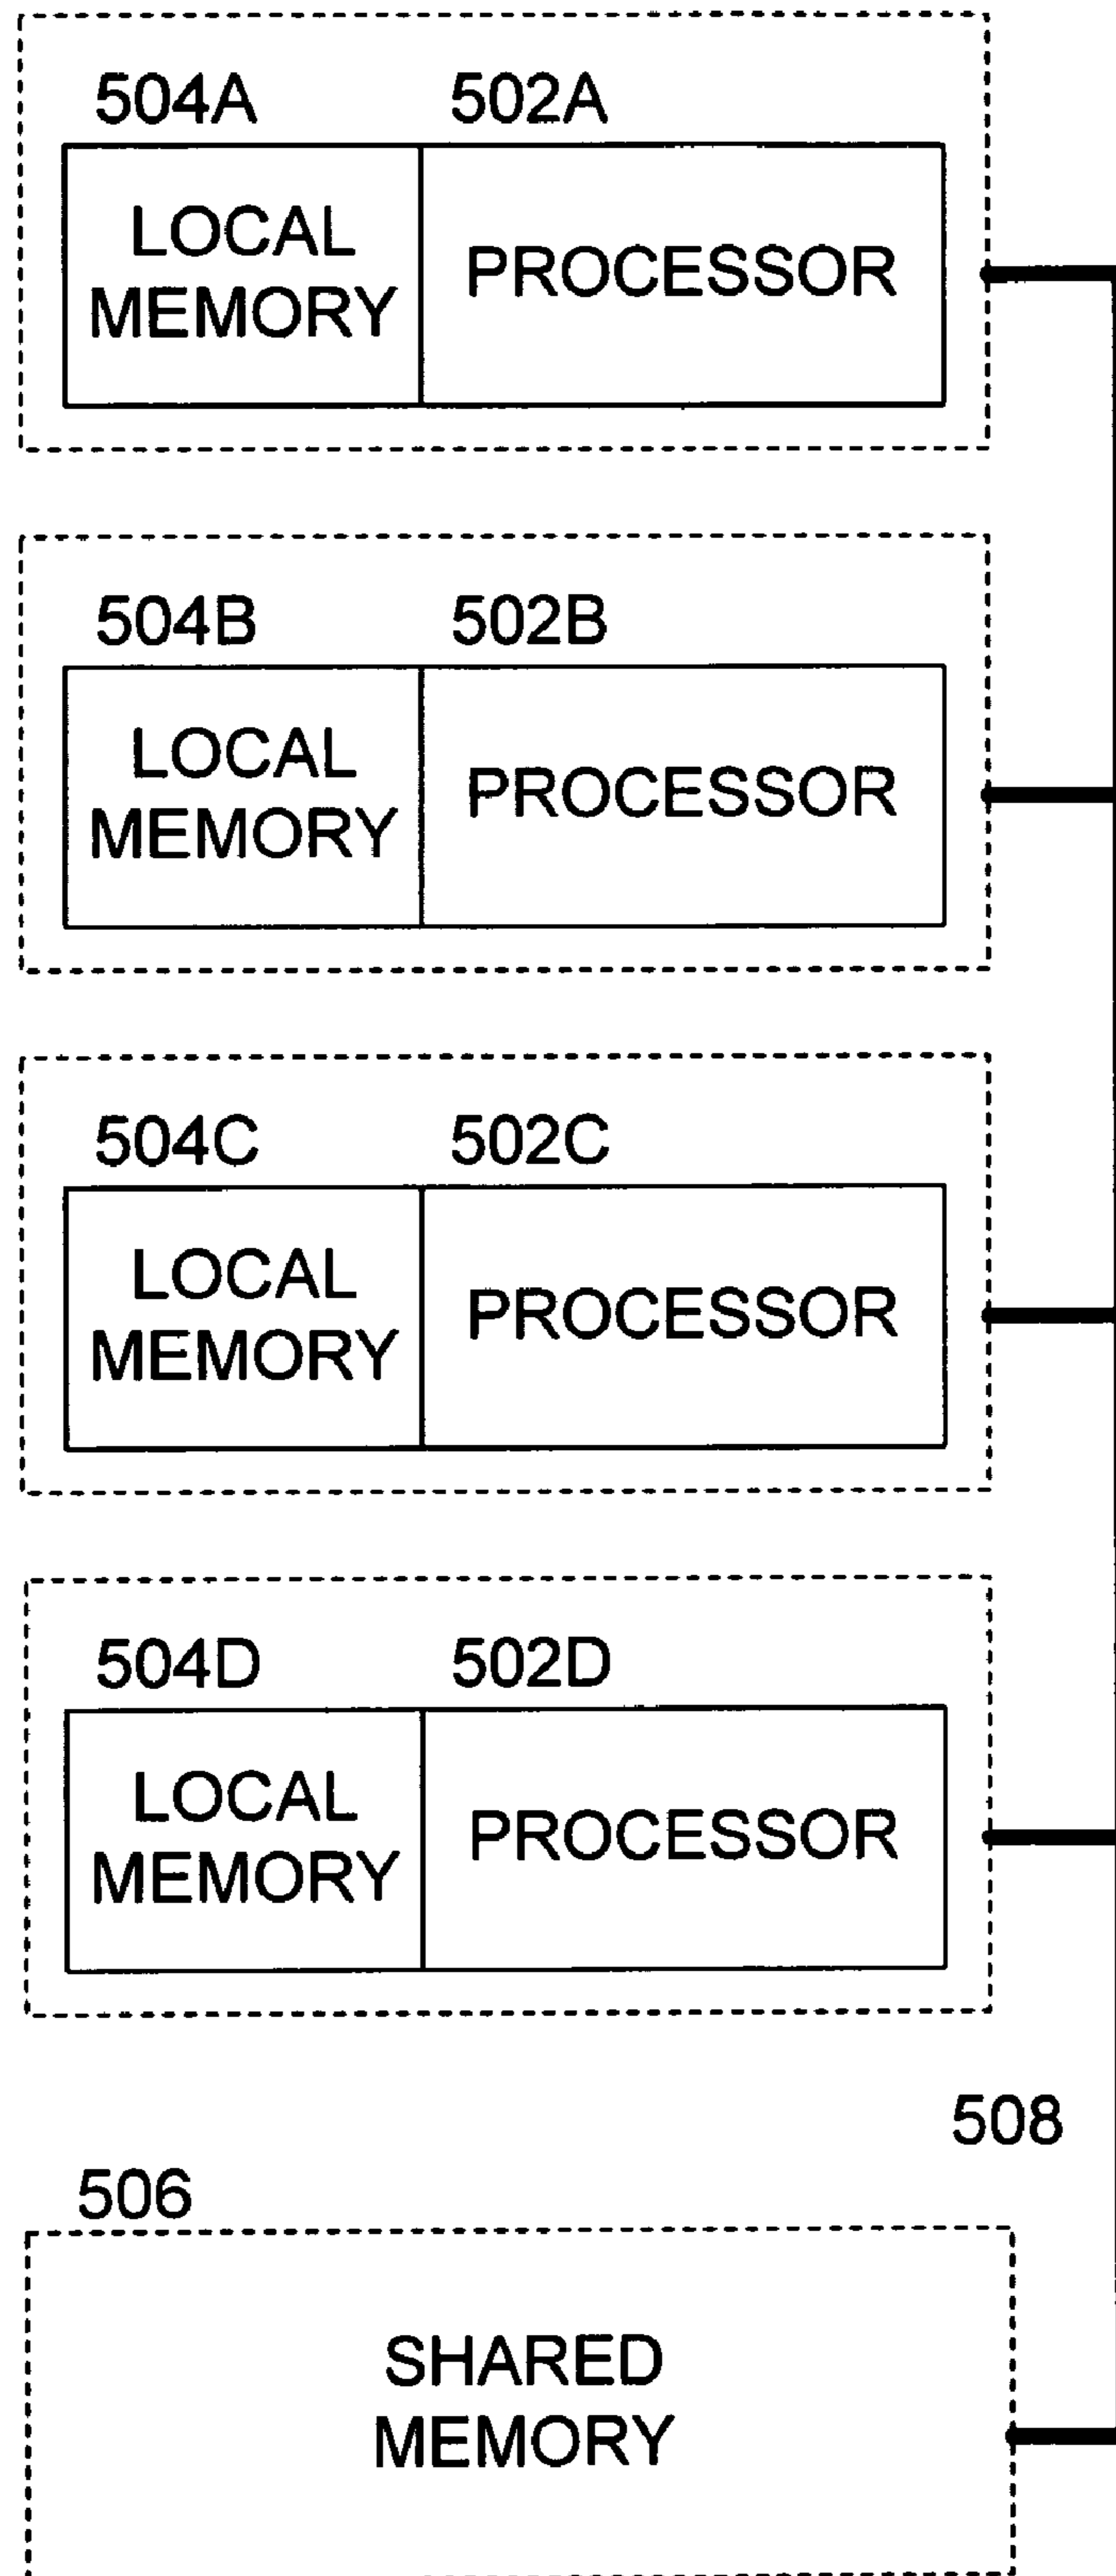 504A 502A
LOCAL
MEMORY
PROCESSOR
504B 502B
LOCAL
MEMORY
PROCESSOR
504C 502C
LOCAL
MEMORY
PROCESSOR
504D 502D
LOCAL
MEMORY
PROCESSOR
508
506
SHARED
MEMORY